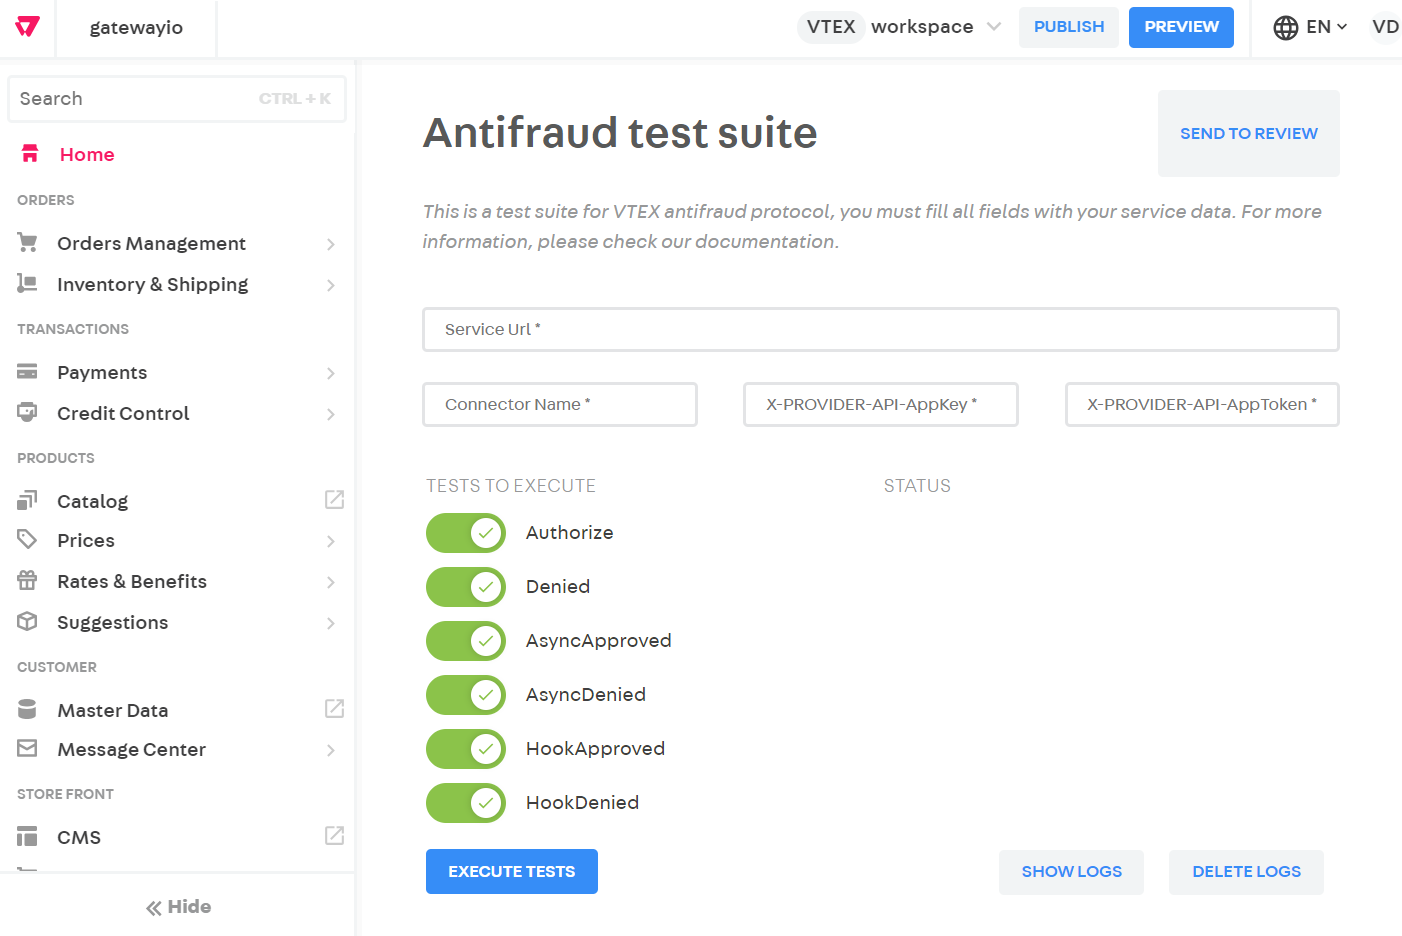 gatewayio
VTEX workspace
PUBLISH
PREVIEW
EN
VD
Search
CTRL + K
Home
ORDERS
Orders Management
Inventory & Shipping
TRANSACTIONS
Payments
Credit Control
PRODUCTS
Catalog
Prices
Rates & Benefits
Suggestions
CUSTOMER
Master Data
Message Center
STORE FRONT
CMS
Hide
Antifraud test suite
SEND TO REVIEW
This is a test suite for VTEX antifraud protocol, you must fill all fields with your service data. For more
information, please check our documentation.
Service Url *
Connector Name *
X-PROVIDER-API-AppKey *
X-PROVIDER-API-AppToken *
TESTS TO EXECUTE
STATUS
Authorize
Denied
AsyncApproved
AsyncDenied
HookApproved
HookDenied
EXECUTE TESTS
SHOW LOGS
DELETE LOGS